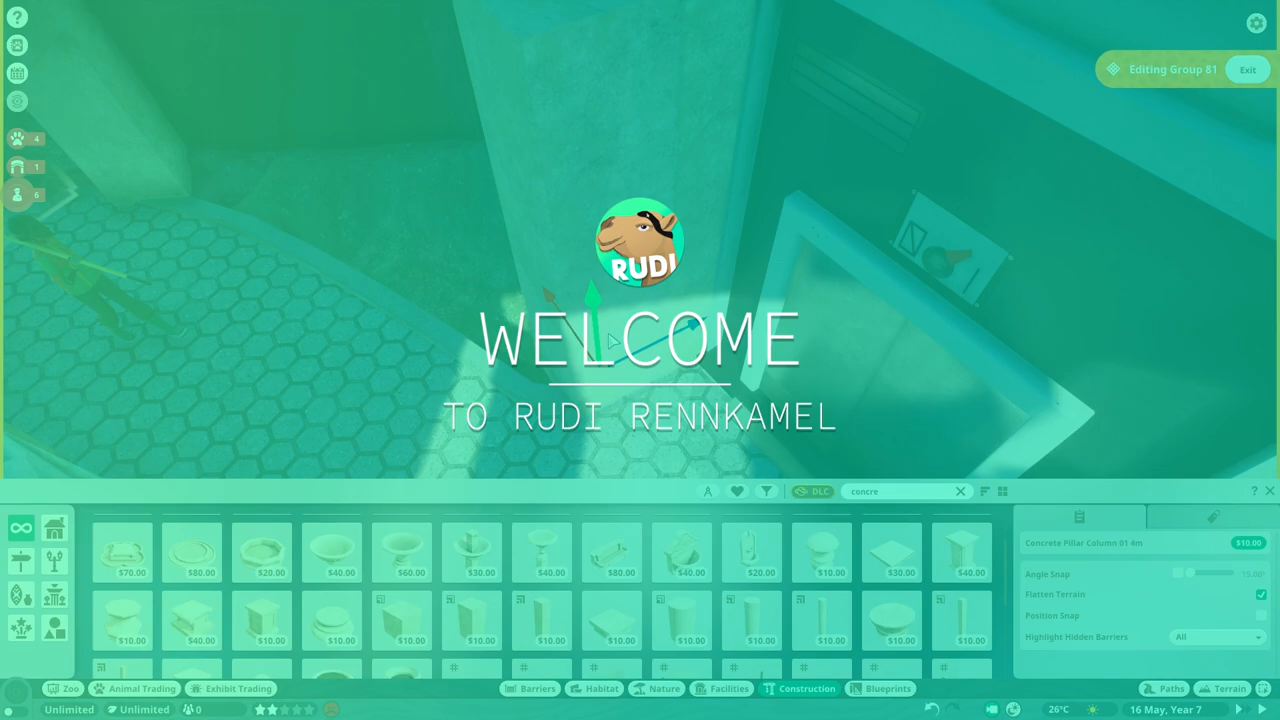 Editing Group 81
Exit
4
1
6
RUDI
WELCOME
TO RUDI RENNKAMEL
DLC
concre
?
$70.00 $80.00 $20.00 $40.00 $60.00 $30.00 $40.00 $80.00 $40.00 $20.00 $10.00 $30.00 $40.00
$10.00 $40.00 $10.00 $10.00 $10.00 $10.00 $10.00 $10.00 $10.00 $10.00 $10.00 $10.00 $10.00
Concrete Pillar Column 01 4m
$10.00
Angle Snap
15.00°
Flatten Terrain
Position Snap
Highlight Hidden Barriers
All
Zoo
Animal Trading
Exhibit Trading
Barriers
Habitat
Nature
Facilities
Construction
Blueprints
Paths
Terrain
Unlimited
Unlimited
0
26°C
16 May, Year 7